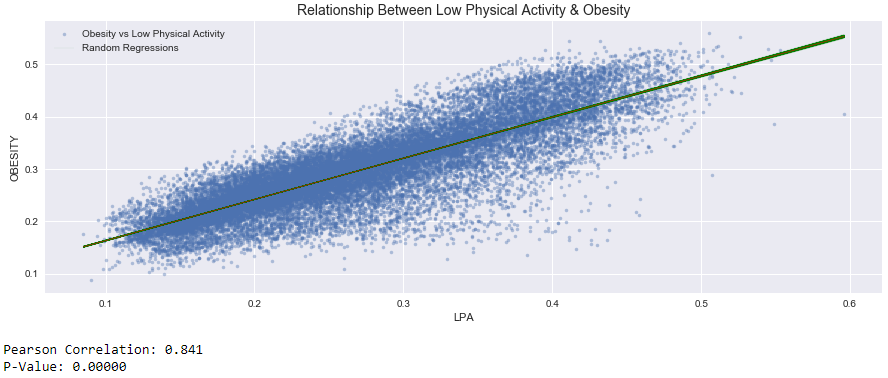 Relationship Between Low Physical Activity & Obesity
Obesity vs Low Physical Activity
Random Regressions
0.5
0.4
0.3
0.2
0.1
OBESITY
0.1 0.2 0.3 0.4 0.5 0.6
LPA
Pearson Correlation: 0.841
P-Value: 0.00000